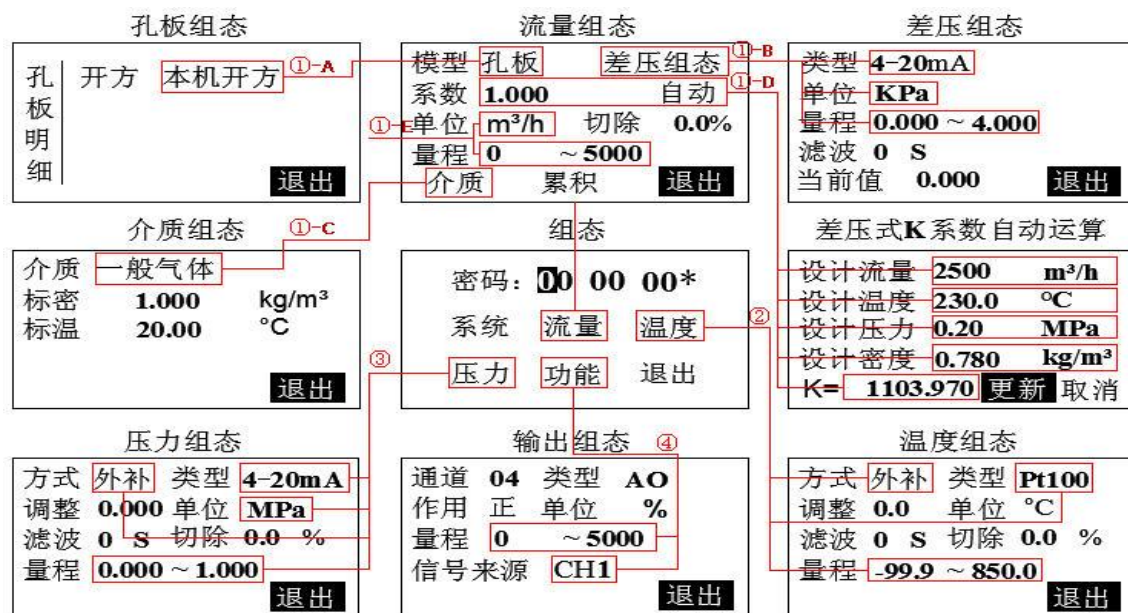 孔板组态
孔板明细
开方 本机开方
退出
①-A
流量组态
模型 孔板 差压组态
系数 1.000 自动
单位 m³/h 切除 0.0%
量程 0 ~ 5000
介质 累积 退出
①-B
①-D
①-E
差压组态
类型 4-20mA
单位 KPa
量程 0.000 ~ 4.000
滤波 0 S
当前值 0.000 退出
介质组态
①-C
介质 一般气体
标密 1.000 kg/m³
标温 20.00 °C
退出
组态
密码: 00 00 00*
系统 流量 温度
压力 功能 退出
②
③
差压式K系数自动运算
设计流量 2500 m³/h
设计温度 230.0 °C
设计压力 0.20 MPa
设计密度 0.780 kg/m³
K= 1103.970 更新 取消
压力组态
方式 外补 类型 4-20mA
调整 0.000 单位 MPa
滤波 0 S 切除 0.0 %
量程 0.000 ~ 1.000
退出
输出组态
④
通道 04 类型 AO
作用 正 单位 %
量程 0 ~ 5000
信号来源 CH1
退出
温度组态
方式 外补 类型 Pt100
调整 0.0 单位 °C
滤波 0 S 切除 0.0 %
量程 -99.9 ~ 850.0
退出